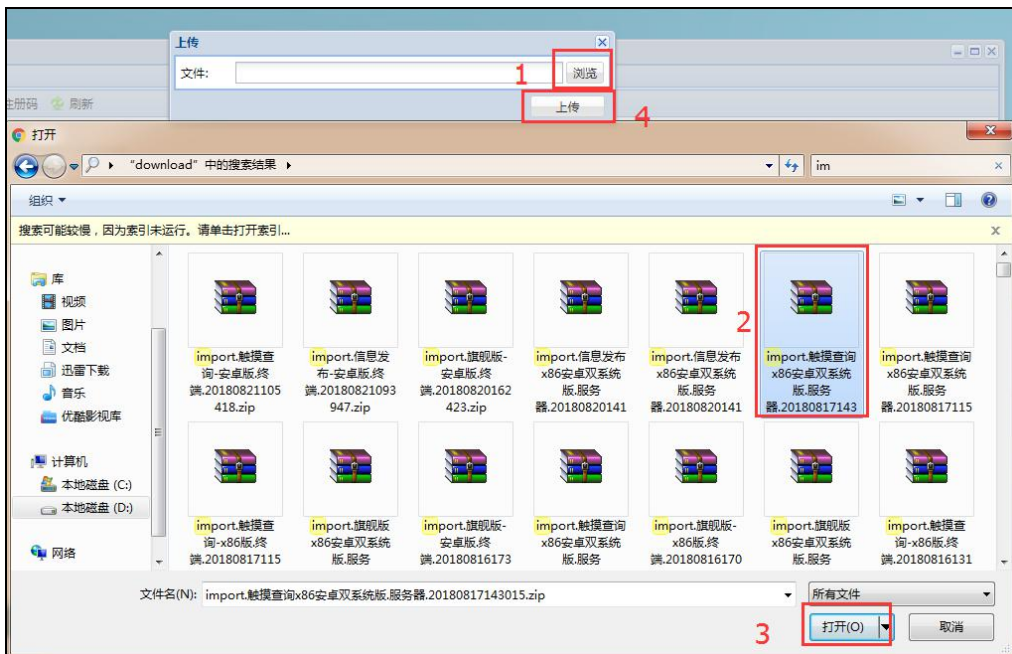 上传
文件:
1
浏览
上传
4
注册码 刷新
打开
“download”中的搜索结果
im
组织
搜索可能较慢，因为索引未运行。请单击打开索引...
库
视频
图片
文档
迅雷下载
音乐
优酷影视库
计算机
本地磁盘 (C:)
本地磁盘 (D:)
网络
import.触摸查
询-安卓版.终
端.20180821105
418.zip
import.信息发
布-安卓版.终
端.20180821093
947.zip
import.旗舰版-
安卓版.终
端.20180820162
423.zip
import.信息发布
x86安卓双系统
版.服务
器.20180820141
import.信息发布
x86安卓双系统
版.服务
器.20180820141
2
import.触摸查询
x86安卓双系统
版.服务
器.20180817143
import.触摸查询
x86安卓双系统
版.服务
器.20180817115
import.触摸查
询-x86版.终
端.20180817115
import.旗舰版
x86安卓双系统
版.服务
import.旗舰版-
安卓版.终
端.20180816173
import.触摸查询
x86安卓双系统
版.服务
import.旗舰版-
x86版.终
端.20180816170
import.旗舰版
x86安卓双系统
版.服务
import.触摸查
询-x86版.终
端.20180816131
文件名(N): import.触摸查询x86安卓双系统版.服务器.20180817143015.zip
所有文件
3
打开(O)
取消